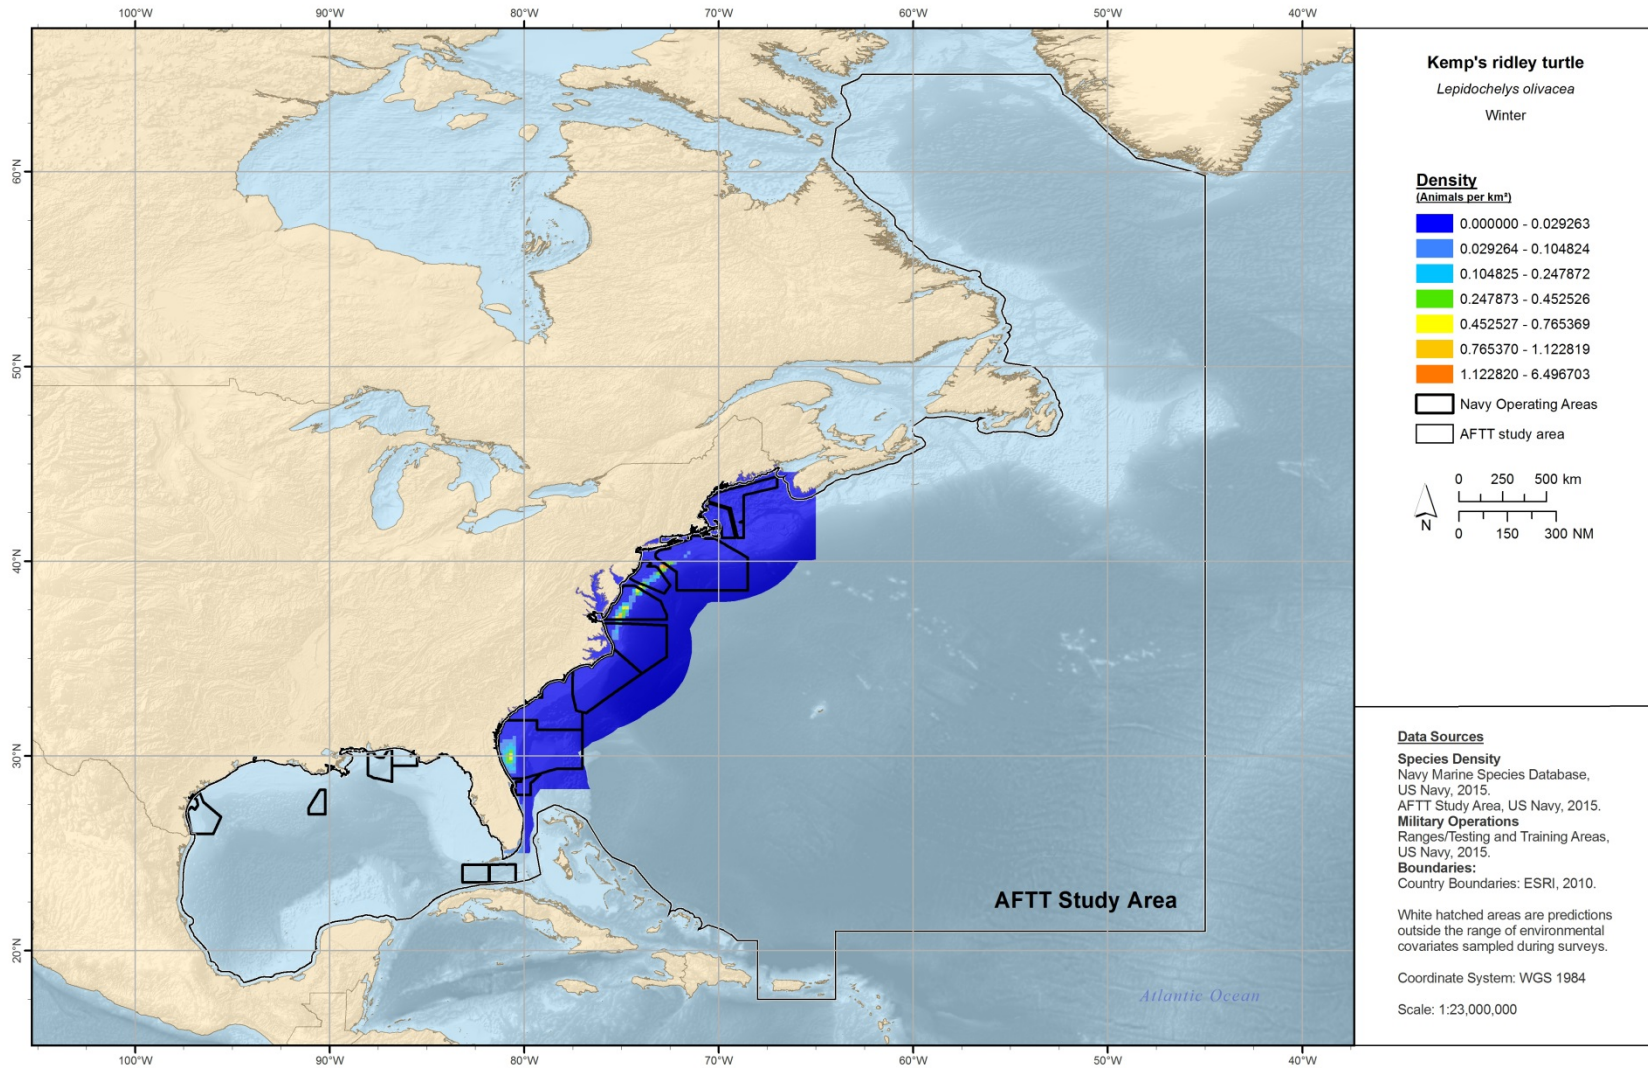 100°W 90°W 80°W 70°W 60°W 50°W 40°W
60°N
50°N
40°N
30°N
20°N
AFTT Study Area
Atlantic Ocean
100°W 90°W 80°W 70°W 60°W 50°W 40°W
Kemp's ridley turtle
Lepidochelys olivacea
Winter
Density
(Animals per km²)
0.000000 - 0.029263
0.029264 - 0.104824
0.104825 - 0.247872
0.247873 - 0.452526
0.452527 - 0.765369
0.765370 - 1.122819
1.122820 - 6.496703
Navy Operating Areas
AFTT study area
0 250 500 km
N
0 150 300 NM
Data Sources
Species Density
Navy Marine Species Database,
US Navy, 2015.
AFTT Study Area, US Navy, 2015.
Military Operations
Ranges/Testing and Training Areas,
US Navy, 2015.
Boundaries:
Country Boundaries: ESRI, 2010.
White hatched areas are predictions
outside the range of environmental
covariates sampled during surveys.
Coordinate System: WGS 1984
Scale: 1:23,000,000